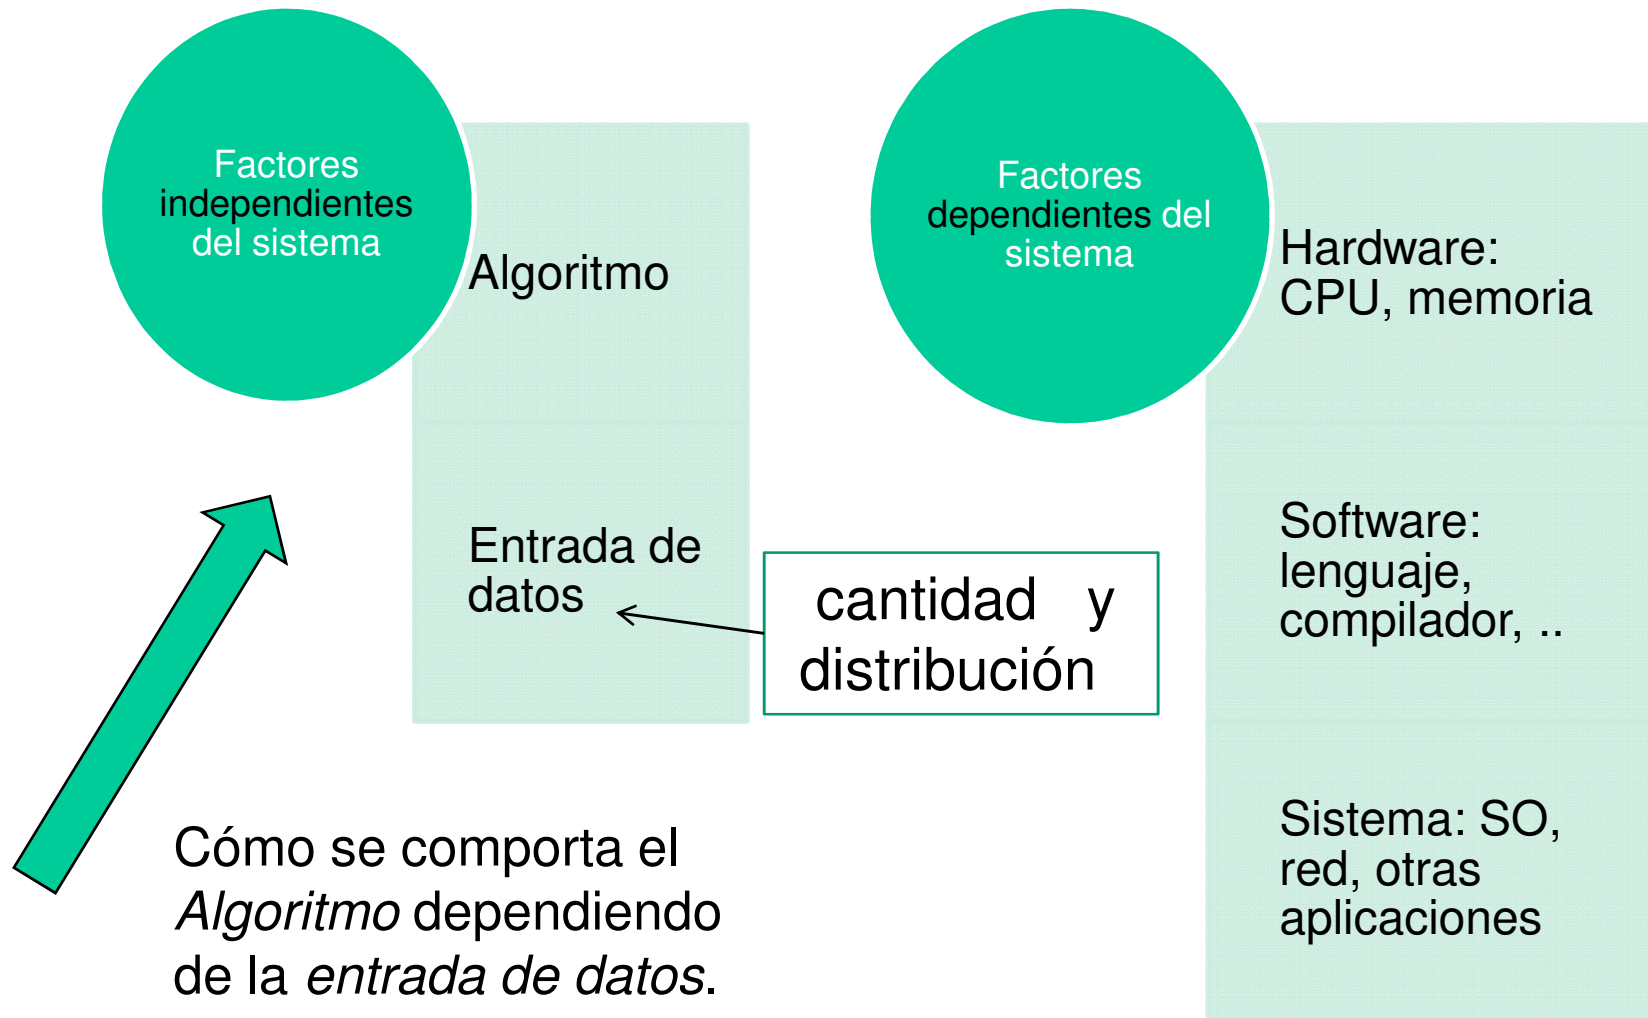 Factores
independientes
del sistema
Algoritmo
Entrada de
datos
cantidad y
distribución
Cómo se comporta el
Algoritmo dependiendo
de la entrada de datos.
Factores
dependientes del
sistema
Hardware:
CPU, memoria
Software:
lenguaje,
compilador, ..
Sistema: SO,
red, otras
aplicaciones